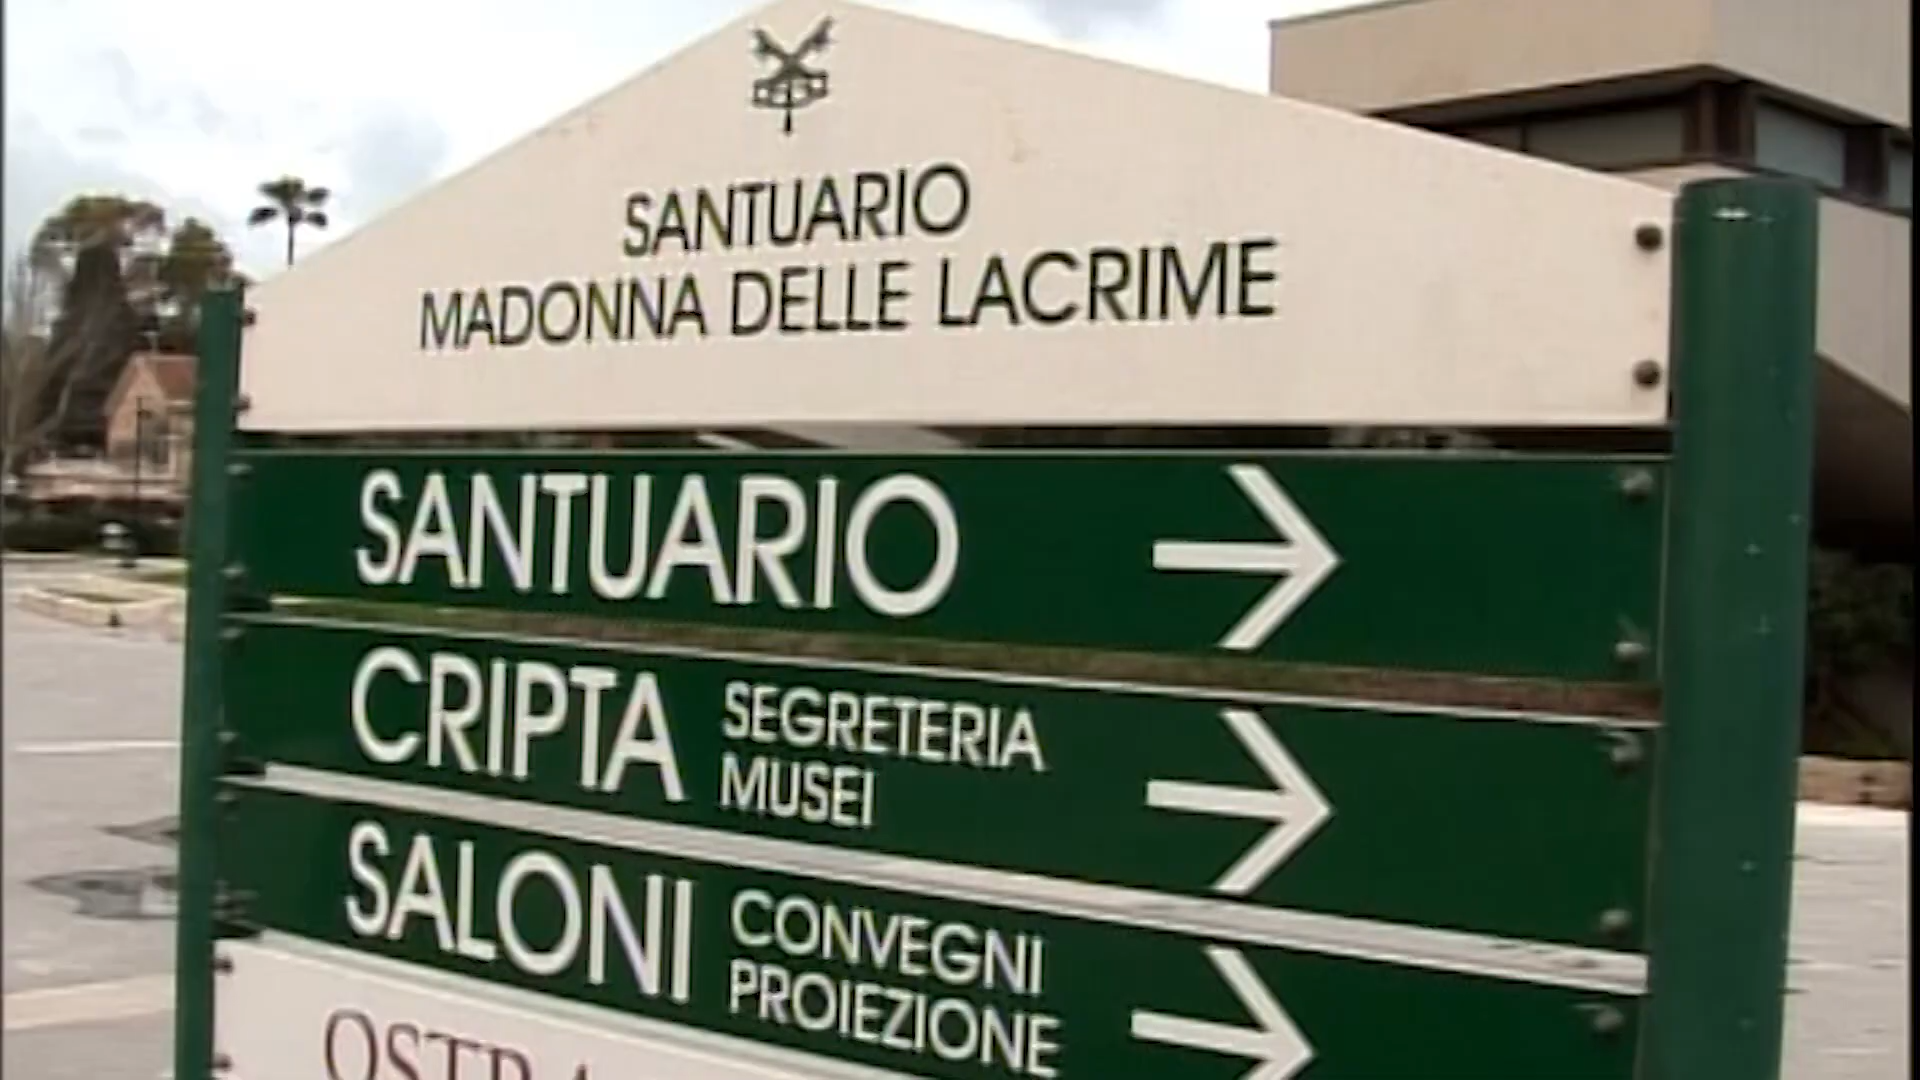 SANTUARIO
MADONNA DELLE LACRIME
SANTUARIO
CRIPTA SEGRETERIA
MUSEI
SALONI CONVEGNI
PROIEZIONE